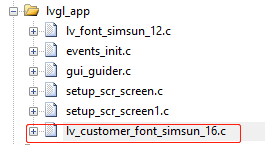 lvgl_app
lv_font_simsun_12.c
events_init.c
gui_guider.c
setup_scr_screen.c
setup_scr_screen1.c
lv_customer_font_simsun_16.c